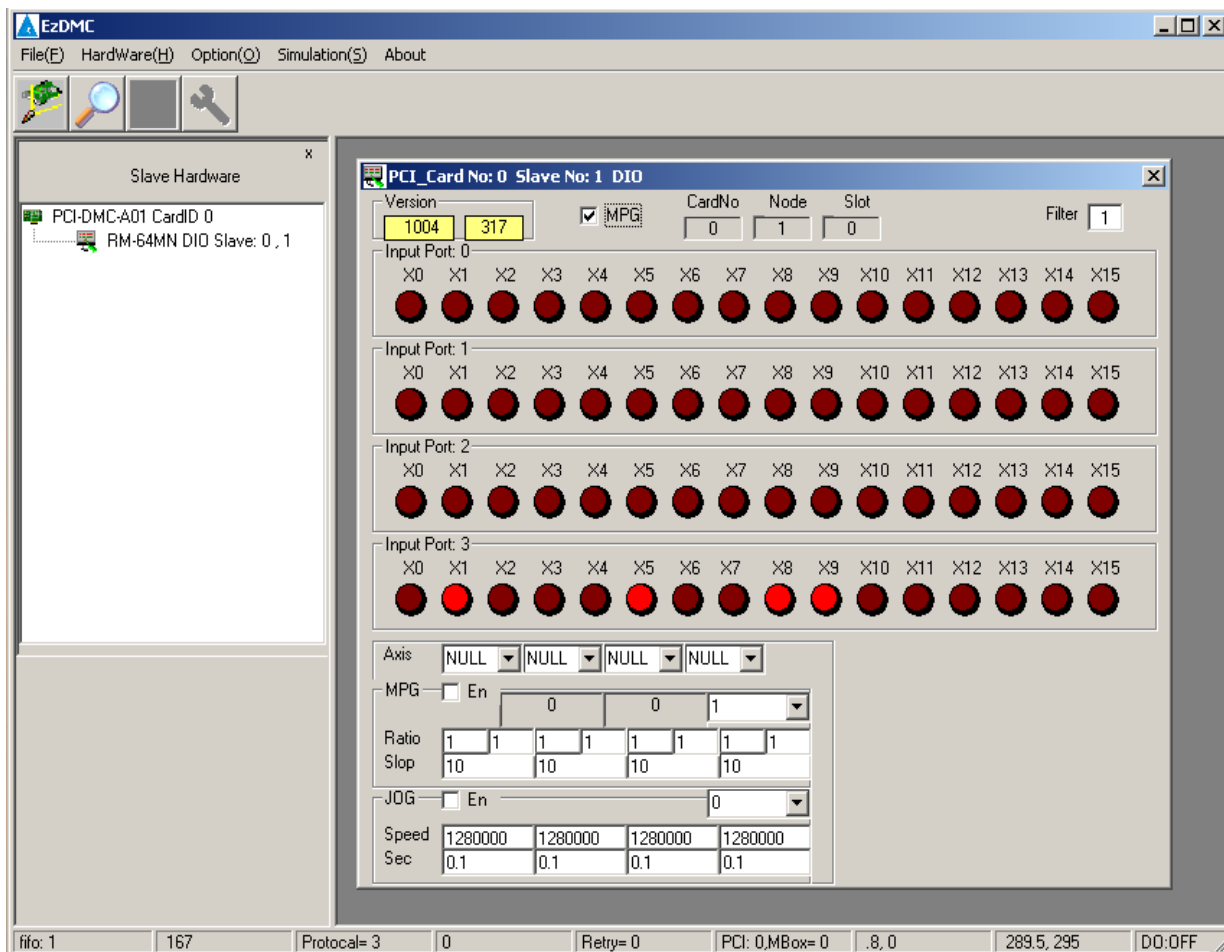 EzDMC
File(F) HardWare(H) Option(O) Simulation(S) About
x
Slave Hardware
PCI-DMC-A01 CardID 0
RM-64MN DIO Slave: 0 , 1
PCI_Card No: 0 Slave No: 1 DIO
Version
1004 317
MPG
CardNo Node Slot
0 1 0
Filter 1
Input Port: 0
X0 X1 X2 X3 X4 X5 X6 X7 X8 X9 X10 X11 X12 X13 X14 X15
Input Port: 1
X0 X1 X2 X3 X4 X5 X6 X7 X8 X9 X10 X11 X12 X13 X14 X15
Input Port: 2
X0 X1 X2 X3 X4 X5 X6 X7 X8 X9 X10 X11 X12 X13 X14 X15
Input Port: 3
X0 X1 X2 X3 X4 X5 X6 X7 X8 X9 X10 X11 X12 X13 X14 X15
Axis NULL NULL NULL NULL
MPG En 0 0 1
Ratio 1 1 1 1 1 1 1 1
Slop 10 10 10 10
JOG En 0
Speed 1280000 1280000 1280000 1280000
Sec 0.1 0.1 0.1 0.1
fifo: 1 167 Protocal= 3 0 Retry= 0 PCI: 0,MBox= 0 .8, 0 289.5, 295 DO:OFF